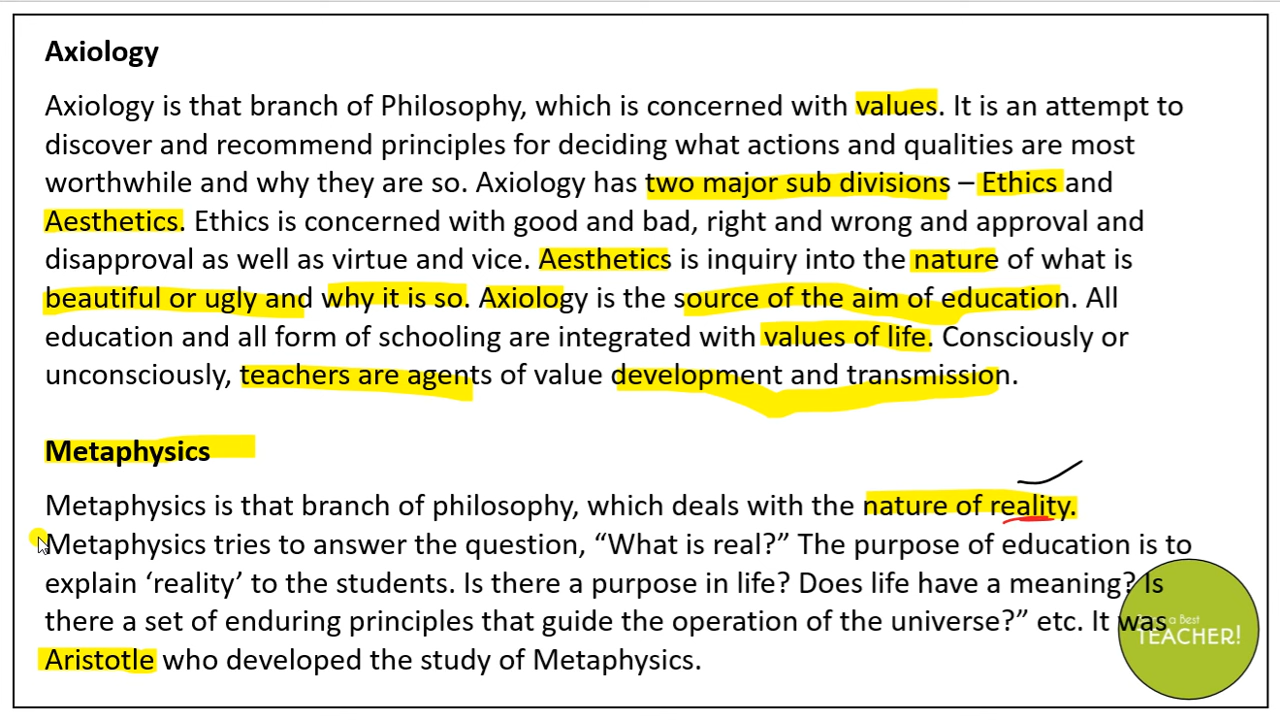 Axiology
Axiology is that branch of Philosophy, which is concerned with values. It is an attempt to
discover and recommend principles for deciding what actions and qualities are most
worthwhile and why they are so. Axiology has two major sub divisions – Ethics and
Aesthetics. Ethics is concerned with good and bad, right and wrong and approval and
disapproval as well as virtue and vice. Aesthetics is inquiry into the nature of what is
beautiful or ugly and why it is so. Axiology is the source of the aim of education. All
education and all form of schooling are integrated with values of life. Consciously or
unconsciously, teachers are agents of value development and transmission.
Metaphysics
Metaphysics is that branch of philosophy, which deals with the nature of reality.
Metaphysics tries to answer the question, “What is real?” The purpose of education is to
explain ‘reality’ to the students. Is there a purpose in life? Does life have a meaning? Is
there a set of enduring principles that guide the operation of the universe?” etc. It was
Aristotle who developed the study of Metaphysics.
a Best
TEACHER!